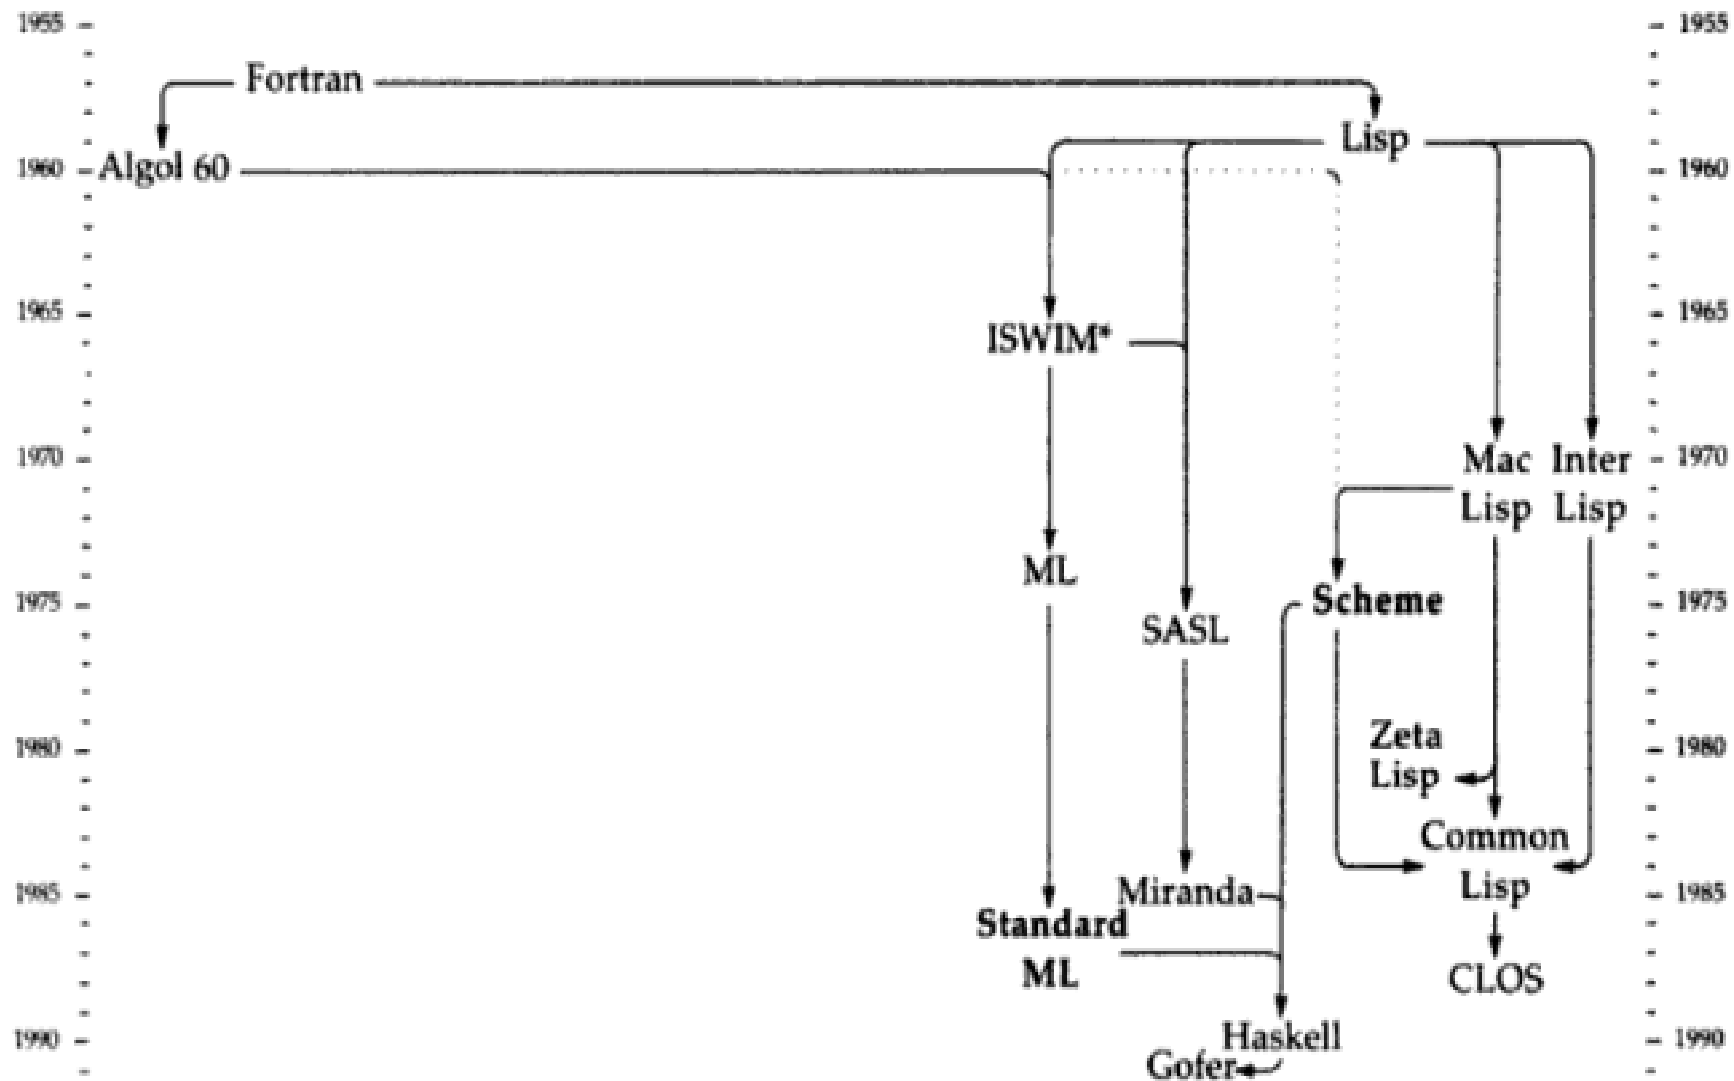 1955 1955
Fortran
Lisp
1960 Algol 60 1960
1965 1965
ISWIM*
1970 Mac Inter 1970
Lisp Lisp
ML
1975 Scheme 1975
SASL
Zeta
1980 1980
Lisp
Common
1985 Miranda Lisp 1985
Standard
ML CLOS
1990 Haskell 1990
Gofer